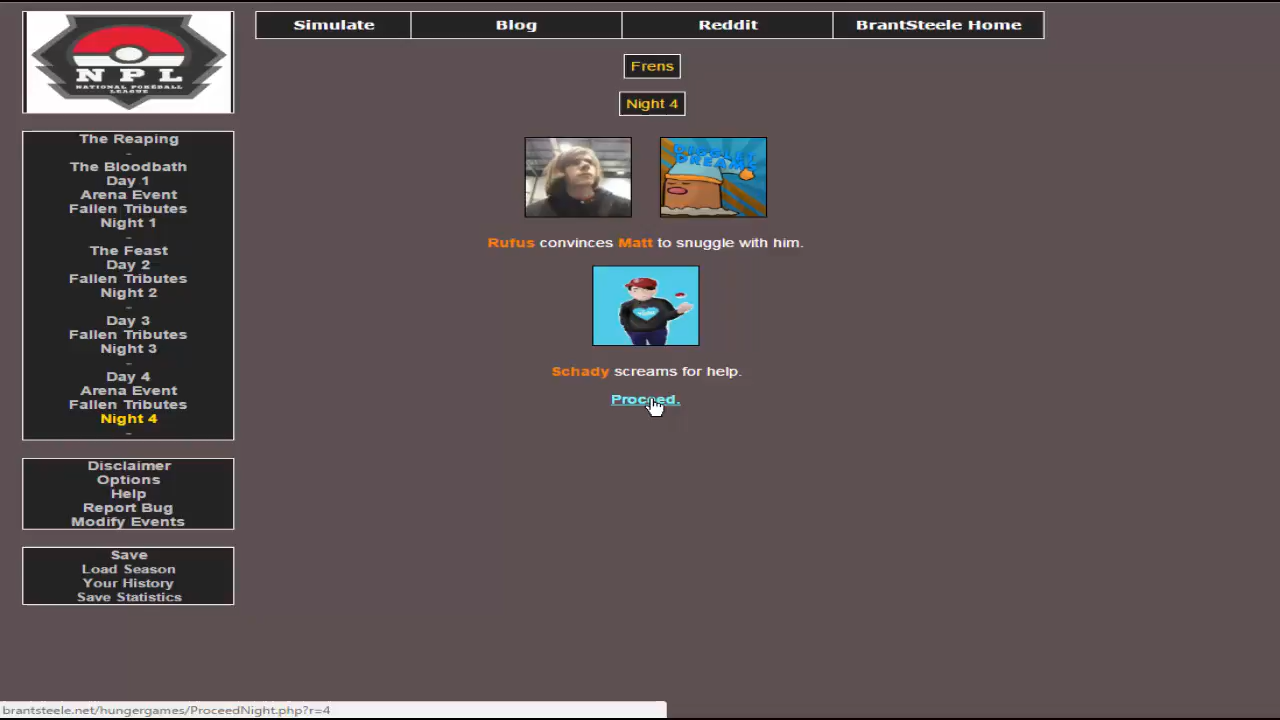 Simulate
Blog
Reddit
BrantSteele Home
NPL
NATIONAL POKÉBALL
LEAGUE
Frens
Night 4
DIGGLET
DREAMS
Rufus convinces Matt to snuggle with him.
Schady screams for help.
Proceed.
The Reaping
-
The Bloodbath
Day 1
Arena Event
Fallen Tributes
Night 1
-
The Feast
Day 2
Fallen Tributes
Night 2
-
Day 3
Fallen Tributes
Night 3
-
Day 4
Arena Event
Fallen Tributes
Night 4
-
Disclaimer
Options
Help
Report Bug
Modify Events
Save
Load Season
Your History
Save Statistics
brantsteele.net/hungergames/ProceedNight.php?r=4